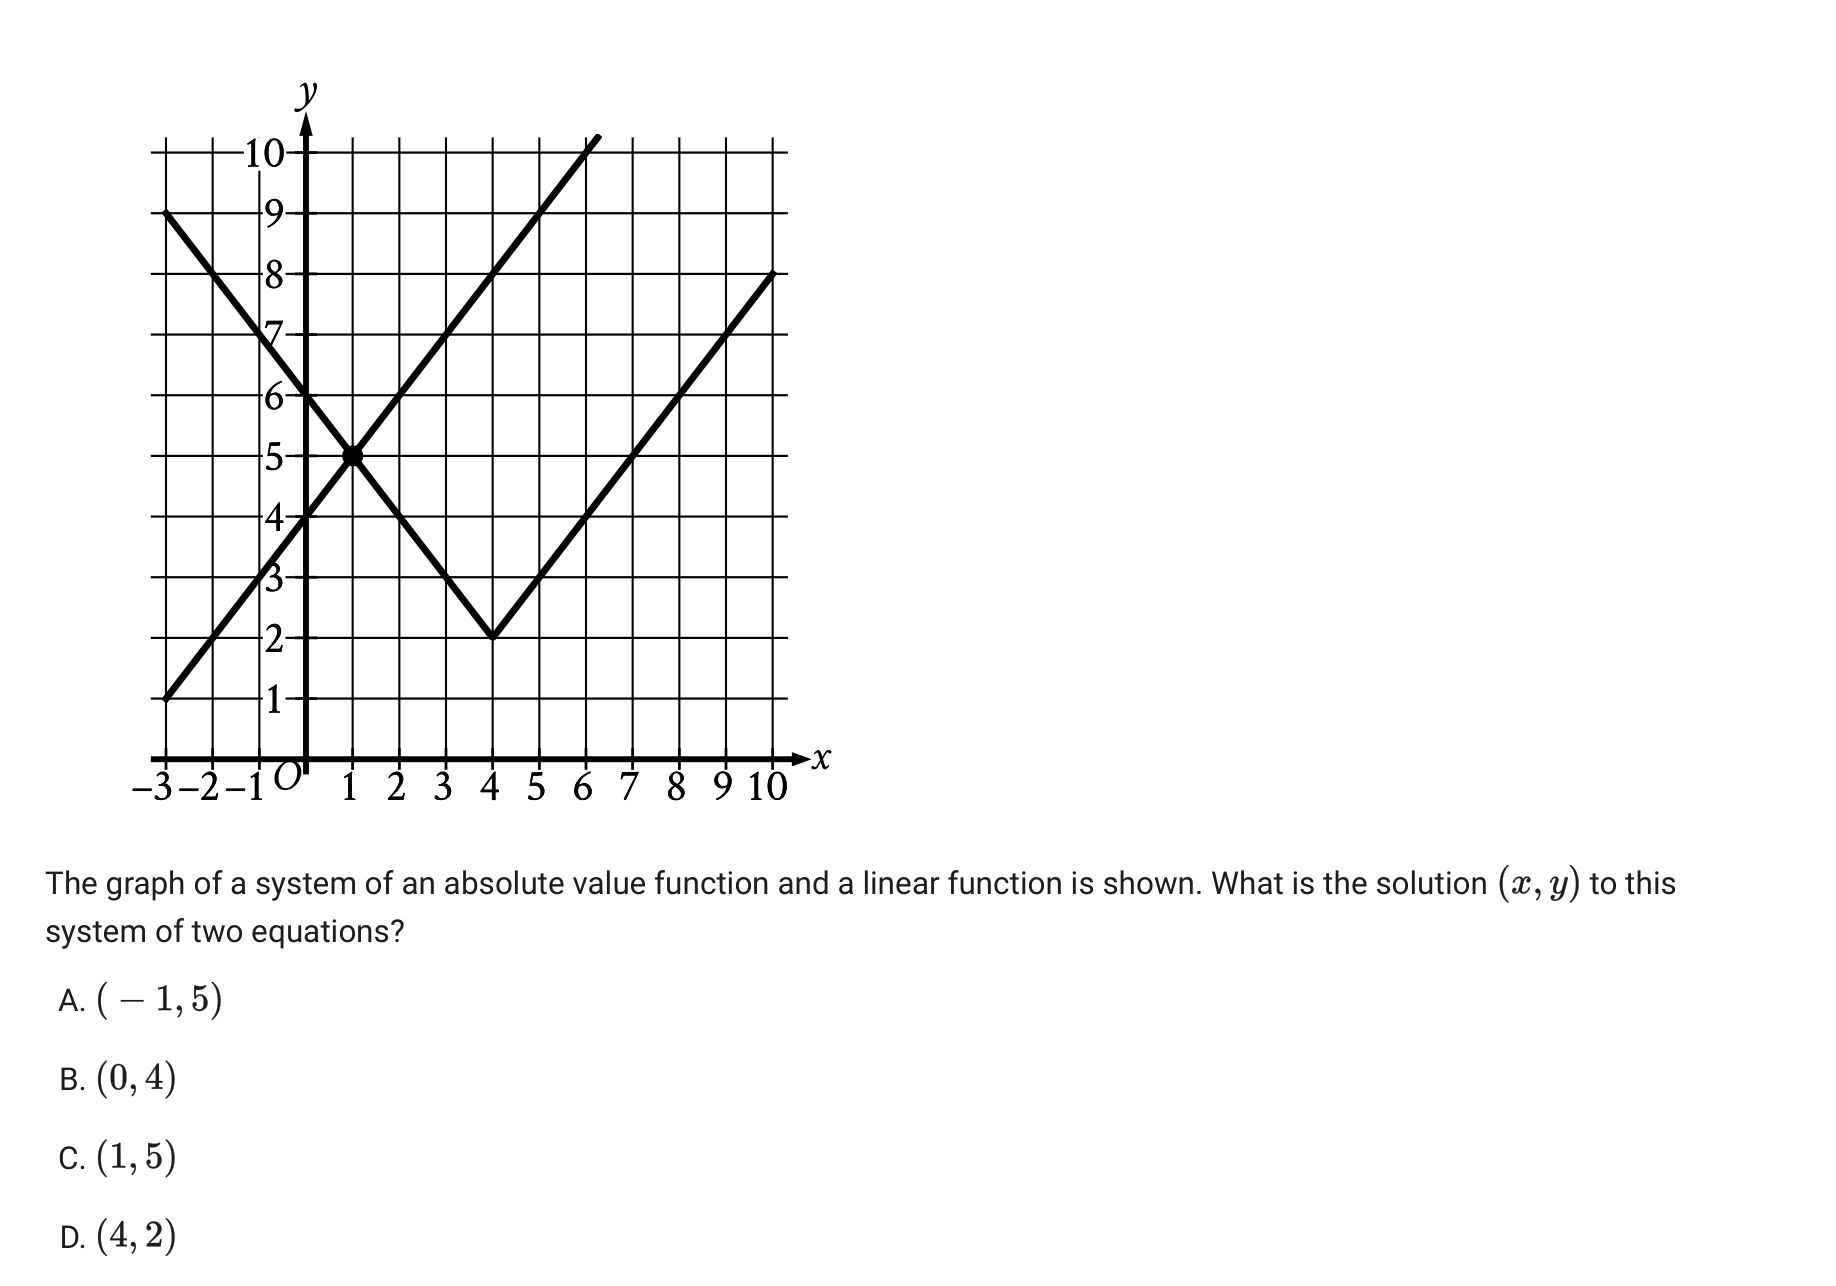 y
10
9
8
7
6
5
4
3
2
1
x
–3 –2 –1 O 1 2 3 4 5 6 7 8 9 10
The graph of a system of an absolute value function and a linear function is shown. What is the solution (x, y) to this
system of two equations?
A. ( – 1, 5)
B. (0, 4)
C. (1, 5)
D. (4, 2)